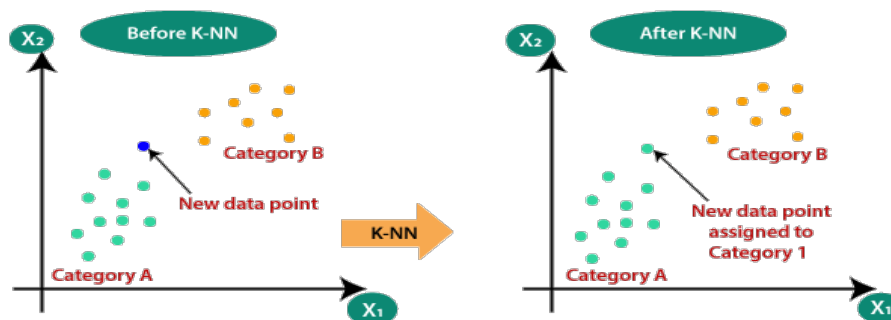 X₂
Before K-NN
Category B
New data point
Category A
X₁
K-NN
X₂
After K-NN
Category B
New data point
assigned to
Category 1
Category A
X₁